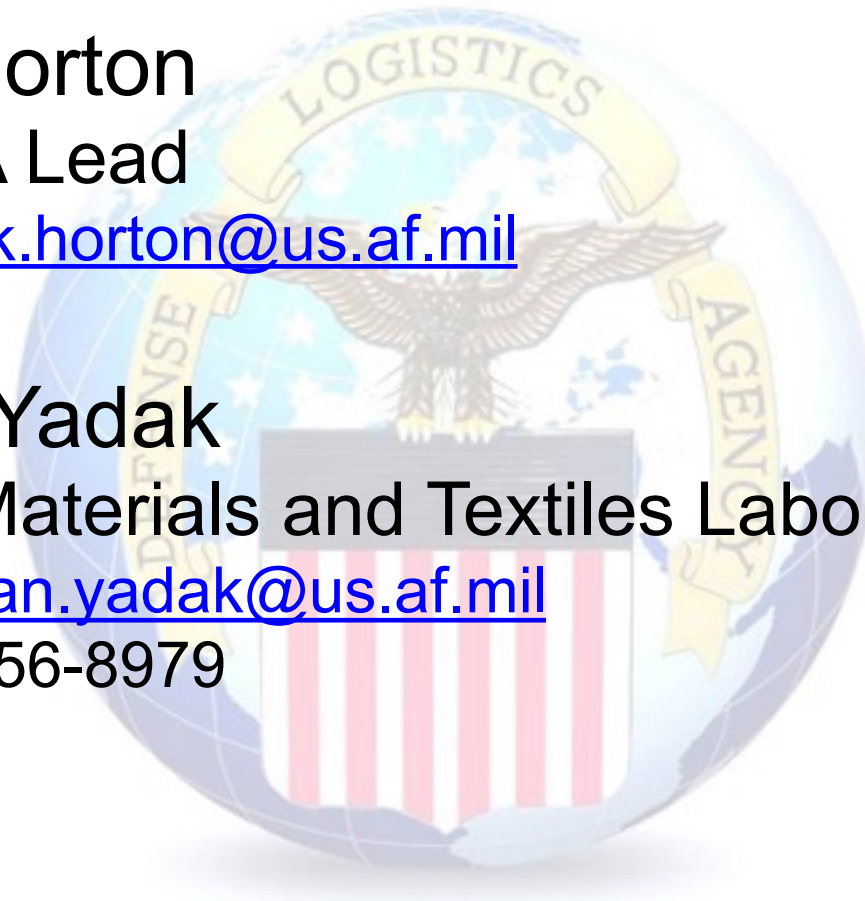 orton
Lead
k.horton@us.af.mil
Yadak
Materials and Textiles Labo
an.yadak@us.af.mil
56-8979
DEFENSE LOGISTICS AGENCY